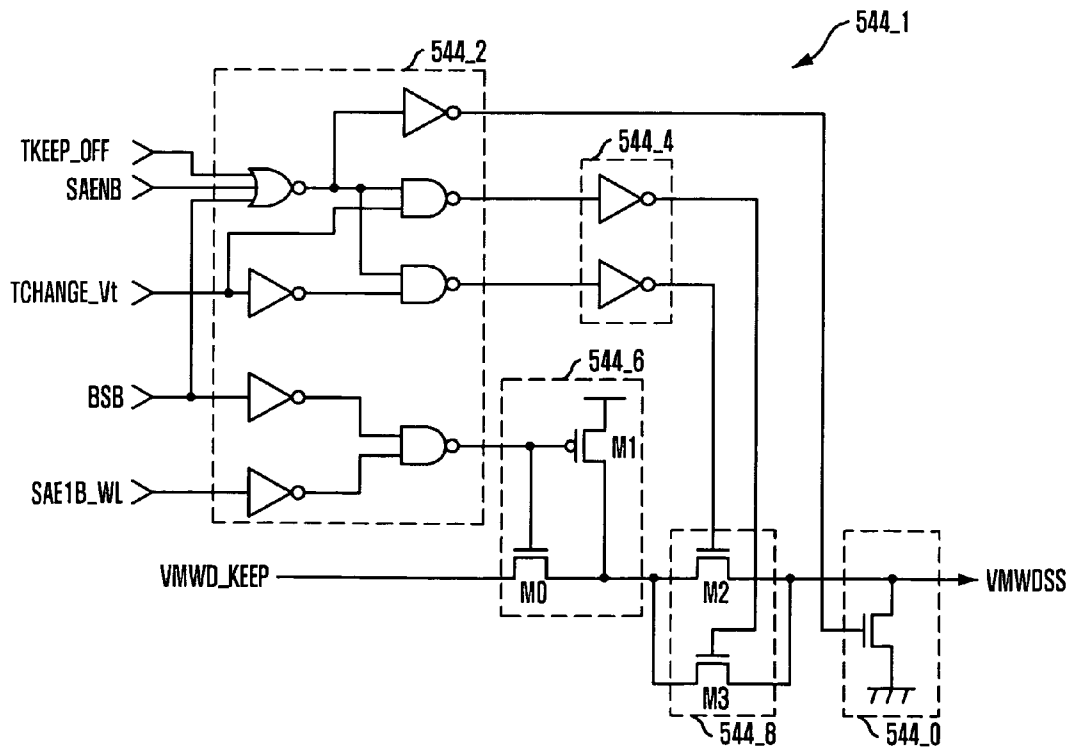 544_1
544_2
TKEEP_OFF
SAENB
544_4
TCHANGE_Vt
BSB
544_6
M1
SAE1B_WL
VMWD_KEEP
M0
M2
VMWDSS
M3
544_8
544_0